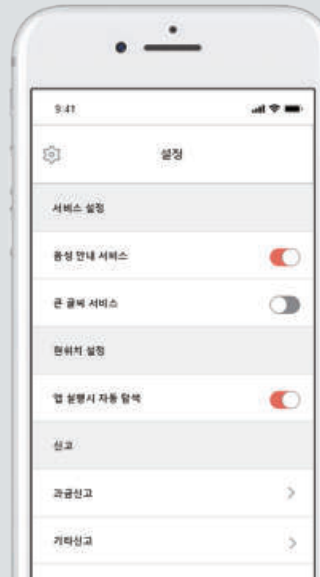 9:41
설정
서비스 설정
음성 안내 서비스
큰 글씨 서비스
현위치 설정
앱 실행시 자동 탐색
신고
과금신고
기타신고